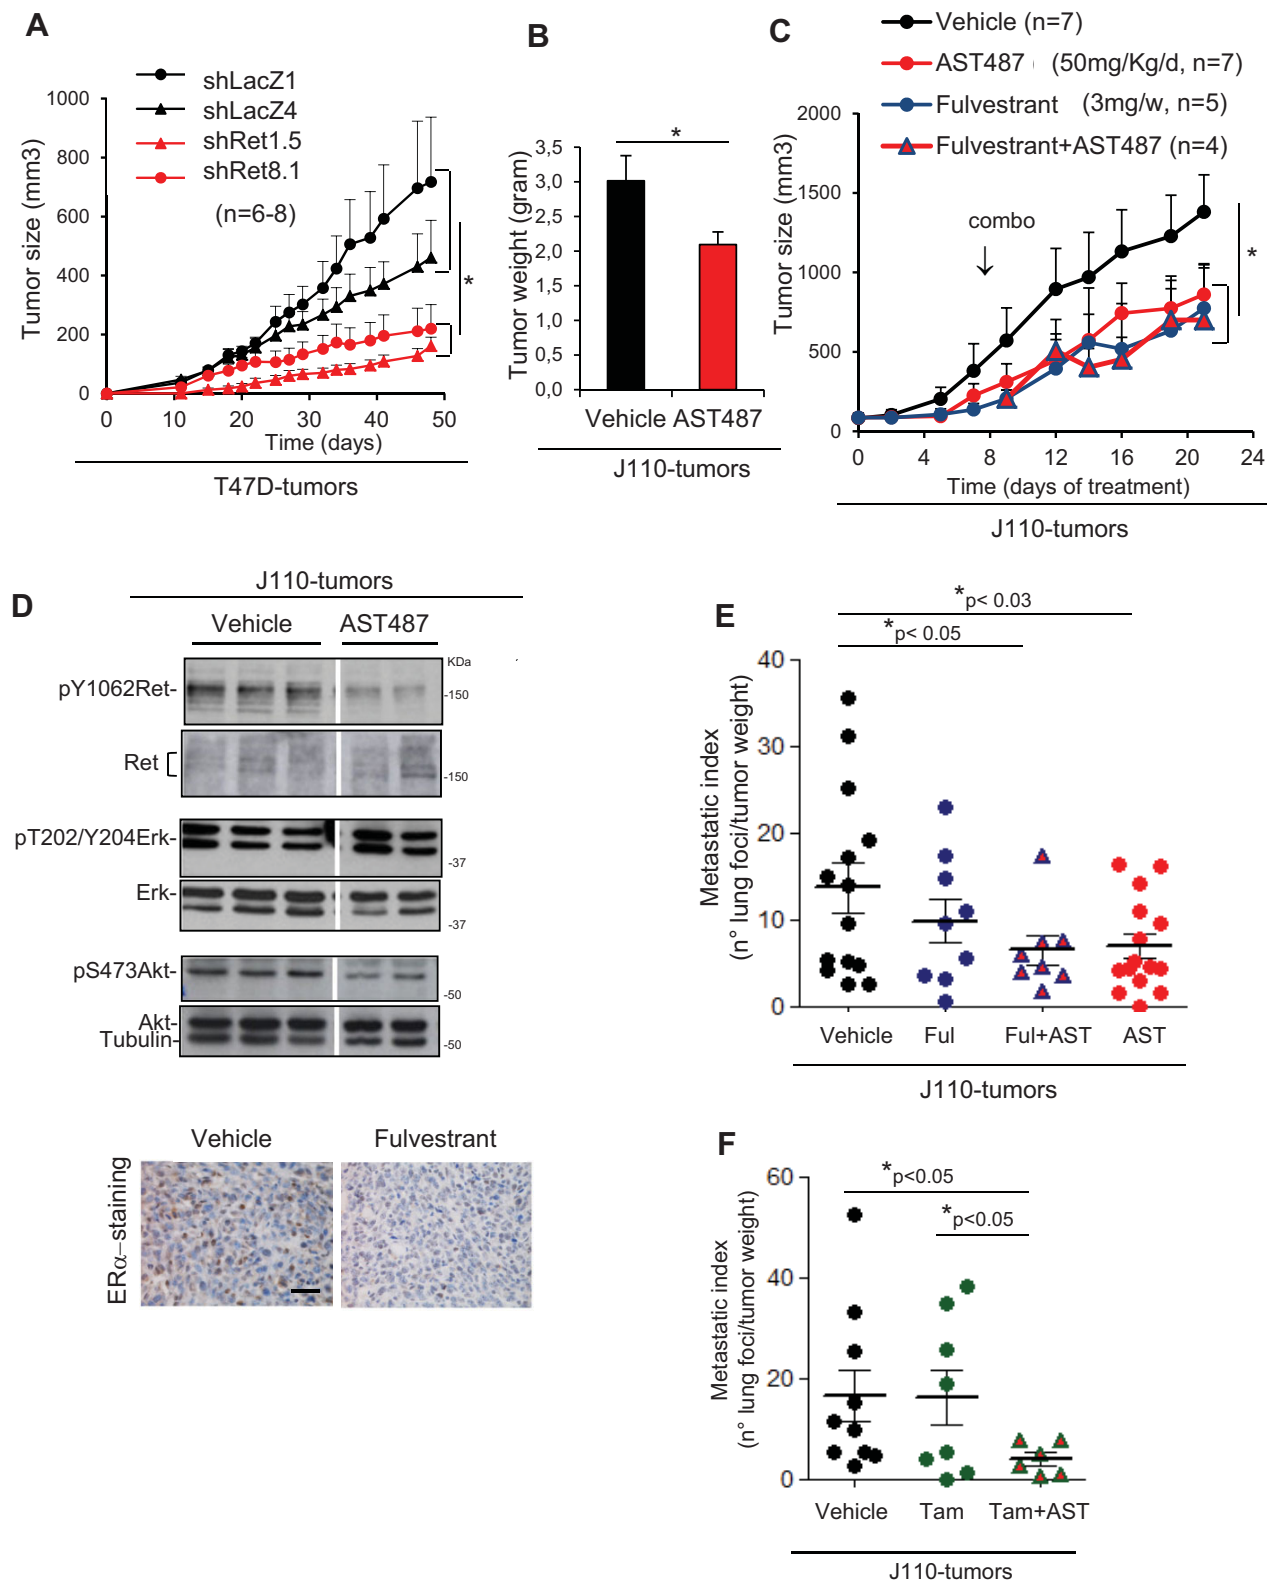 A
shLacZ1
shLacZ4
shRet1.5
shRet8.1
(n=6-8)
Tumor size (mm3)
1000
800
600
400
200
0
*
0 10 20 30 40 50
Time (days)
T47D-tumors
B
*
Tumor weight (gram)
3,5
3,0
2,5
2,0
1,5
1,0
0,5
0,0
Vehicle AST487
J110-tumors
C
Vehicle (n=7)
AST487 (50mg/Kg/d, n=7)
Fulvestrant (3mg/w, n=5)
Fulvestrant+AST487 (n=4)
Tumor size (mm3)
2000
1500
1000
500
0
combo
↓
*
0 4 8 12 16 20 24
Time (days of treatment)
J110-tumors
D
J110-tumors
Vehicle AST487
KDa
pY1062Ret-
-150
Ret
-150
pT202/Y204Erk-
-37
Erk-
-37
pS473Akt-
-50
Akt-
Tubulin-
-50
Vehicle Fulvestrant
ERα–staining
E
*p< 0.03
*p< 0.05
Metastatic index
(n° lung foci/tumor weight)
40
30
20
10
0
Vehicle Ful Ful+AST AST
J110-tumors
F
*p<0.05
*p<0.05
Metastatic index
(n° lung foci/tumor weight)
60
40
20
0
Vehicle Tam Tam+AST
J110-tumors